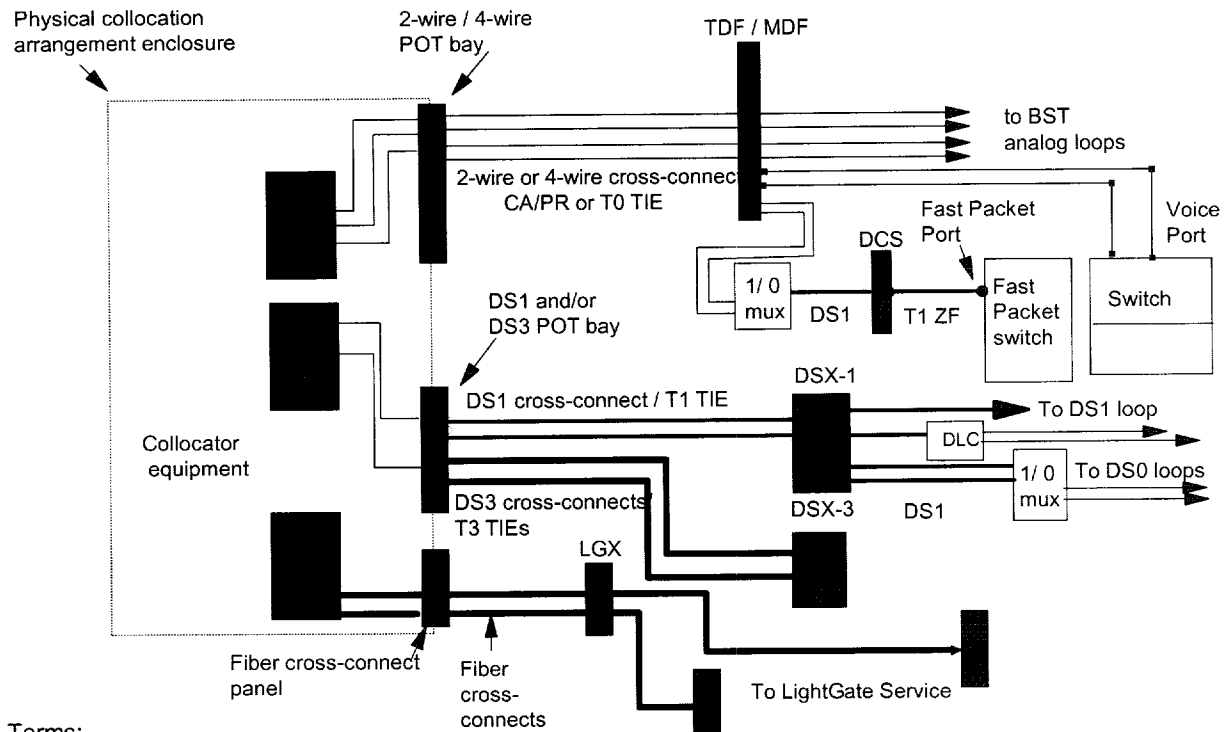 Physical collocation
arrangement enclosure
2-wire / 4-wire
POT bay
TDF / MDF
to BST
analog loops
2-wire or 4-wire cross-connect
CA/PR or T0 TIE
Fast Packet
Port
Voice
Port
DCS
1/ 0
mux
DS1
T1 ZF
Fast
Packet
switch
Switch
DS1 and/or
DS3 POT bay
DSX-1
DS1 cross-connect / T1 TIE
To DS1 loop
DLC
Collocator
equipment
To DS0 loops
1/ 0
mux
DS3 cross-connects/
T3 TIEs
DSX-3
DS1
LGX
Fiber cross-connect
panel
Fiber
cross-
connects
To LightGate Service
Terms: